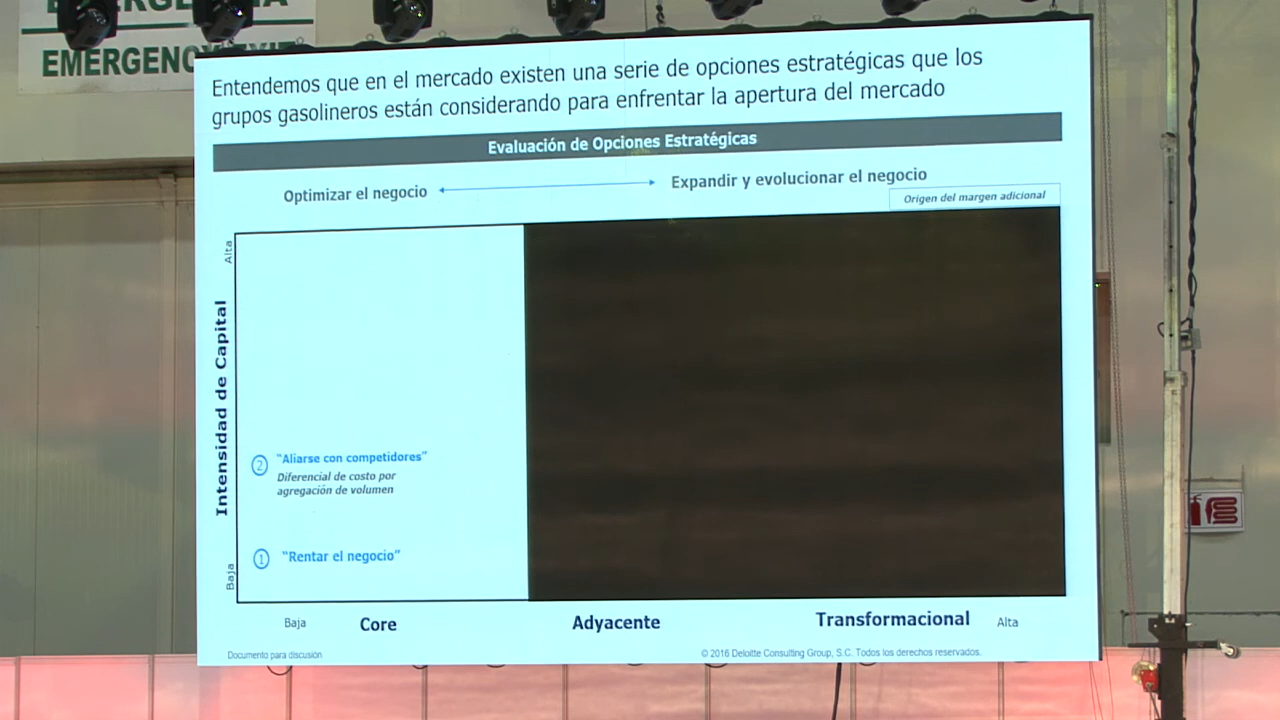 EMERGENCY EXIT
Entendemos que en el mercado existen una serie de opciones estratégicas que los
grupos gasolineros están considerando para enfrentar la apertura del mercado
Evaluación de Opciones Estratégicas
Optimizar el negocio
Expandir y evolucionar el negocio
Origen del margen adicional
Alta
Intensidad de Capital
2 "Aliarse con competidores"
Diferencial de costo por
agregación de volumen
1 "Rentar el negocio"
Baja
Baja
Core
Adyacente
Transformacional
Alta
Documento para discusión
© 2016 Deloitte Consulting Group, S.C. Todos los derechos reservados.